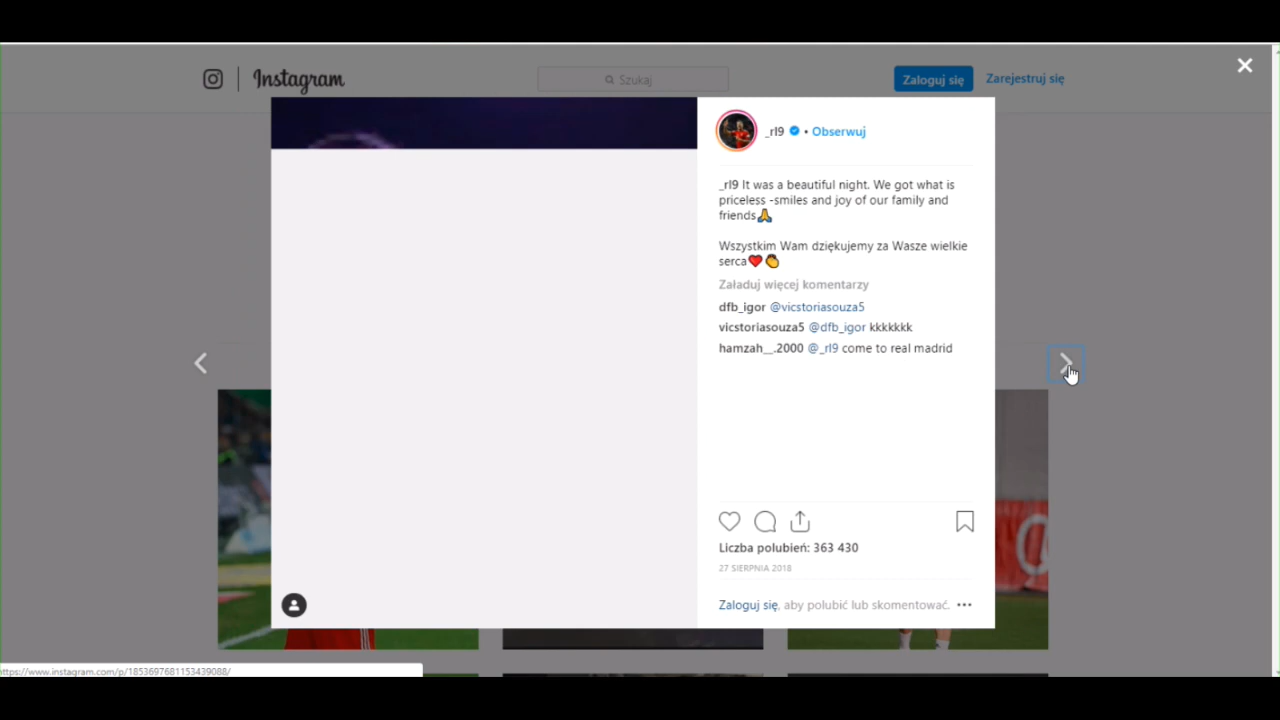 Instagram
Szukaj
Zaloguj się
Zarejestruj się
_rl9 • Obserwuj
_rl9 It was a beautiful night. We got what is
priceless -smiles and joy of our family and
friends🙏
Wszystkim Wam dziękujemy za Wasze wielkie
serca❤️👏
Załaduj więcej komentarzy
dfb_igor @vicstoriasouza5
vicstoriasouza5 @dfb_igor kkkkkkk
hamzah__.2000 @_rl9 come to real madrid
Liczba polubień: 363 430
27 SIERPNIA 2018
Zaloguj się, aby polubić lub skomentować. •••
https://www.instagram.com/p/1853697681153439088/